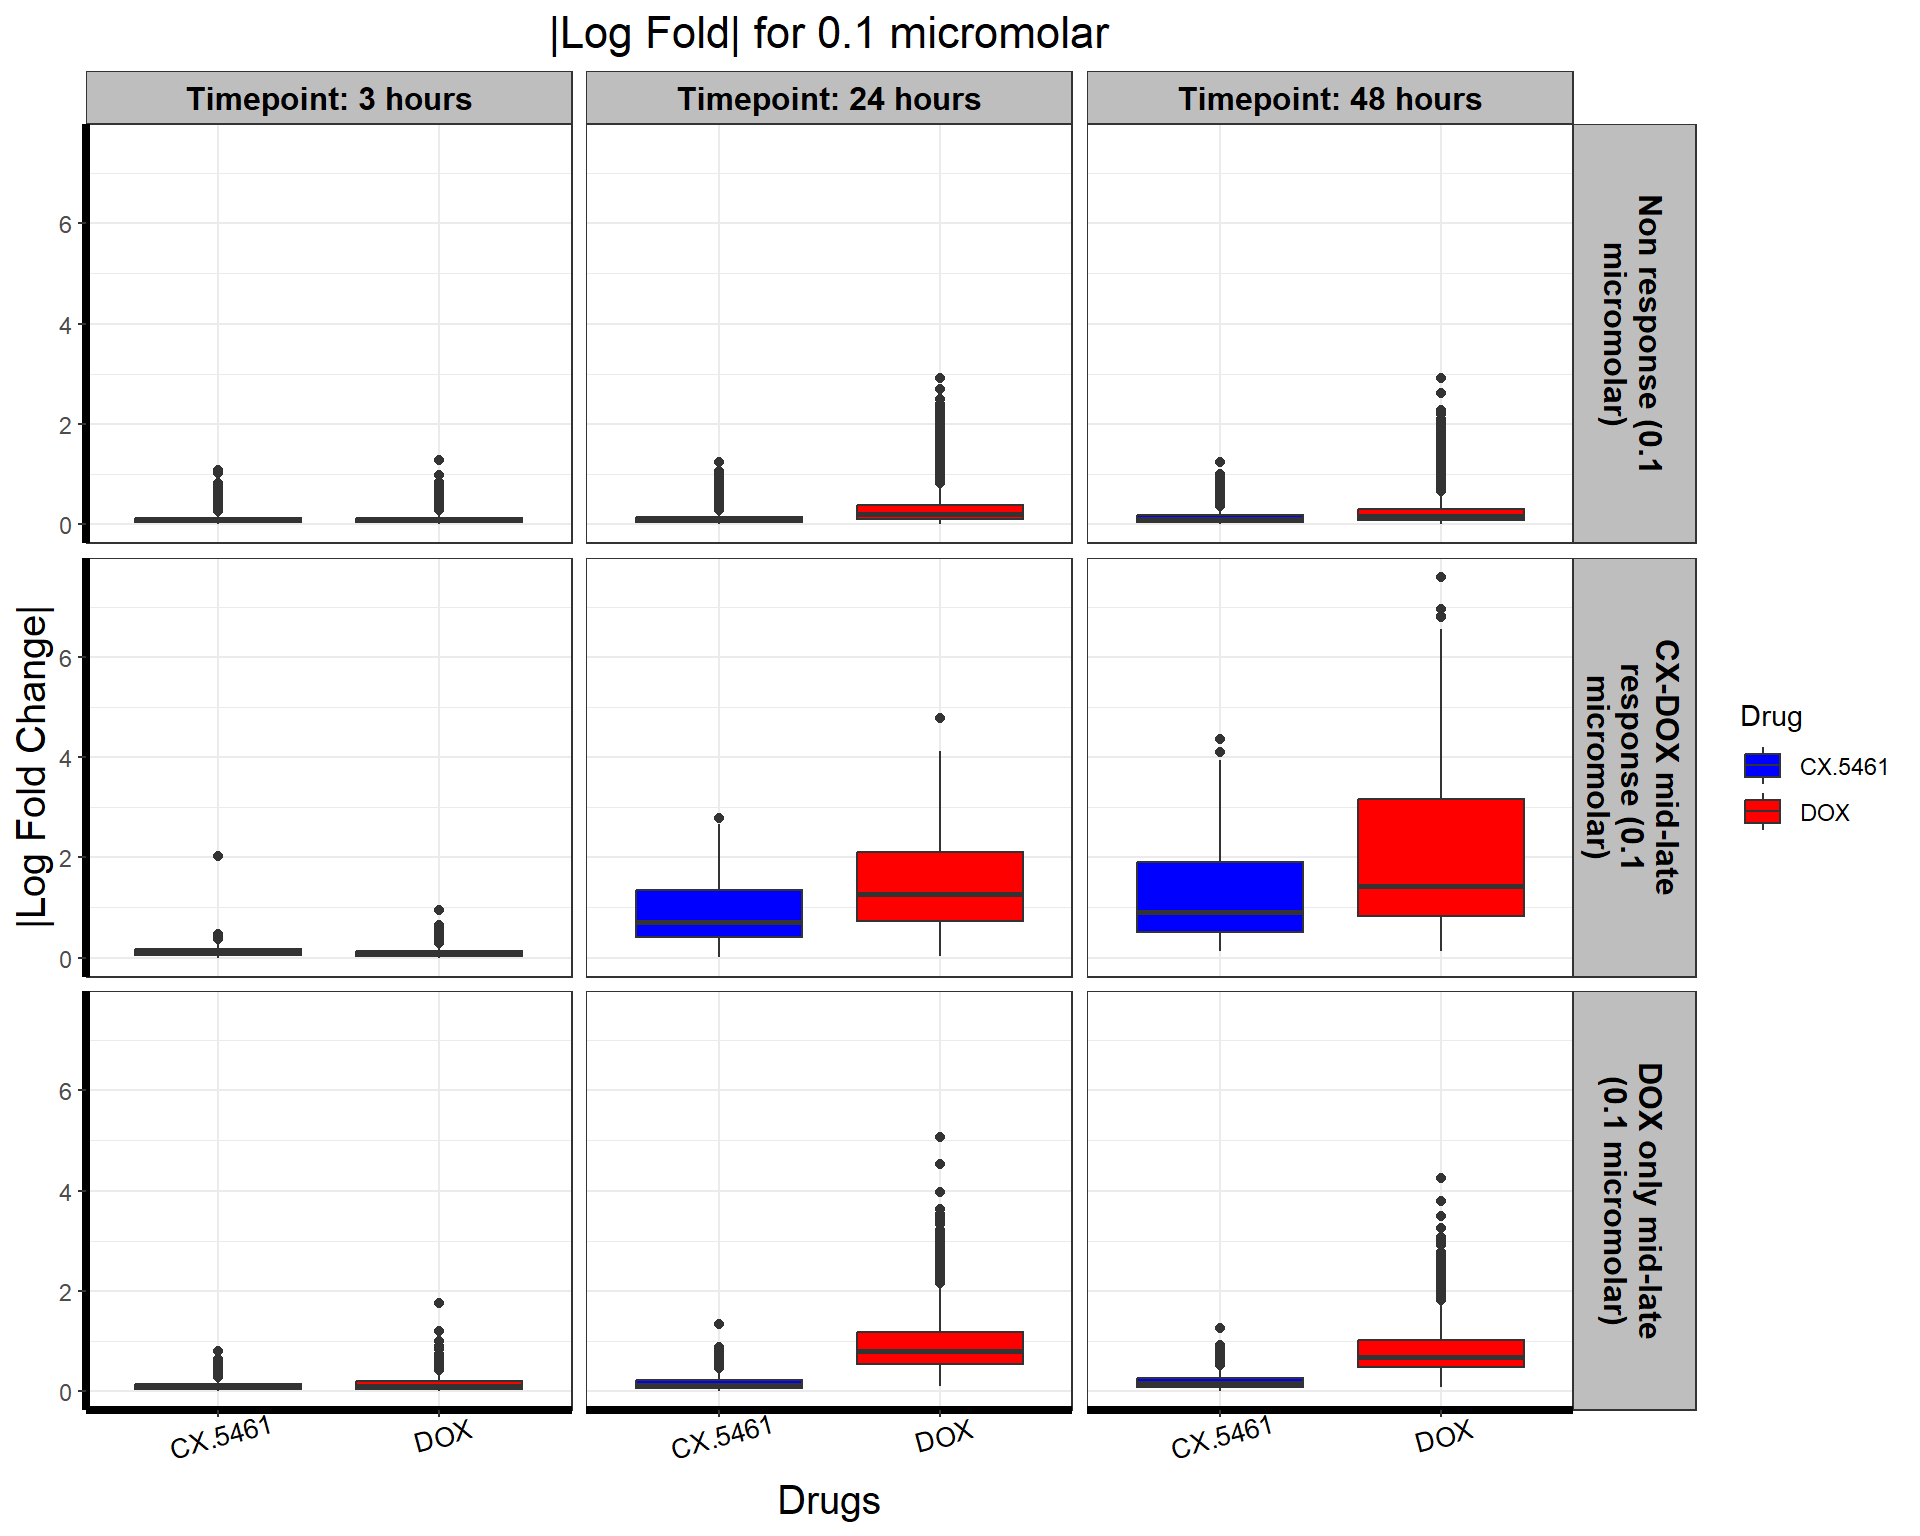 |Log Fold| for 0.1 micromolar
Timepoint: 3 hours
Timepoint: 24 hours
Timepoint: 48 hours
|Log Fold Change|
6
4
2
0
Non response (0.1
micromolar)
6
4
2
0
CX-DOX mid-late
response (0.1
micromolar)
6
4
2
0
DOX only mid-late
(0.1 micromolar)
CX.5461
DOX
CX.5461
DOX
CX.5461
DOX
Drugs
Drug
CX.5461
DOX